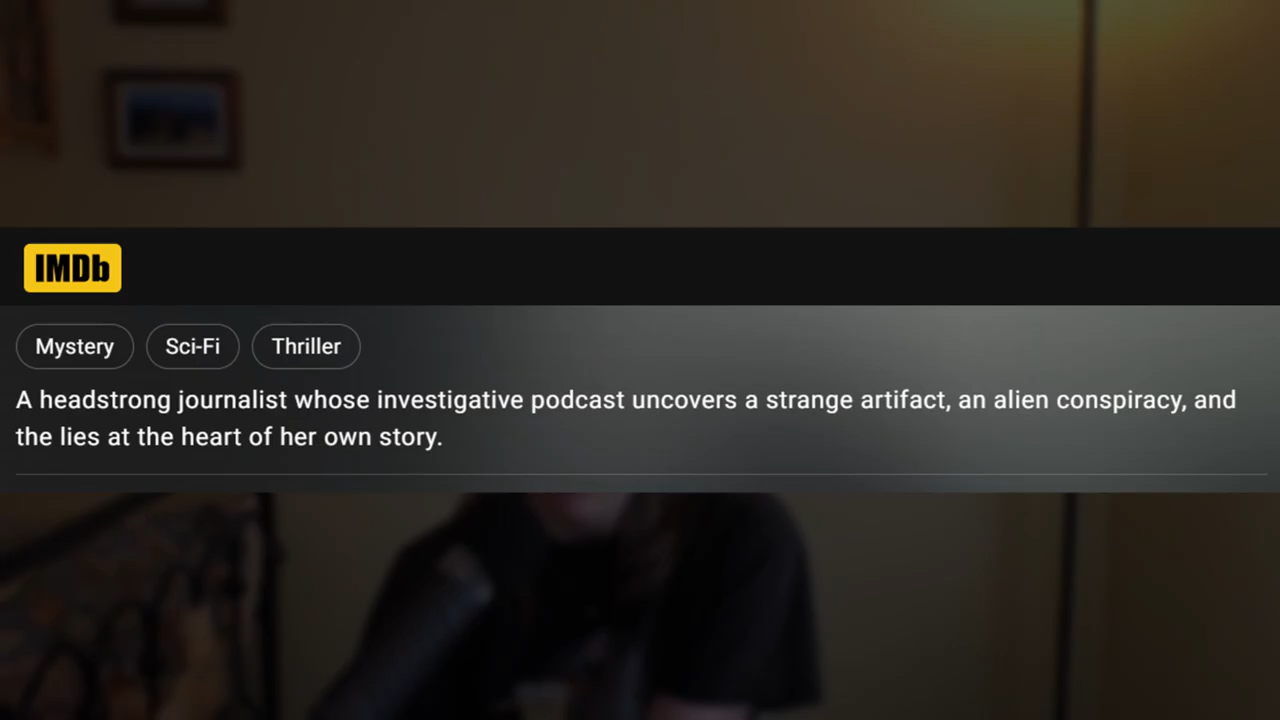 IMDb
Mystery Sci-Fi Thriller
A headstrong journalist whose investigative podcast uncovers a strange artifact, an alien conspiracy, and
the lies at the heart of her own story.